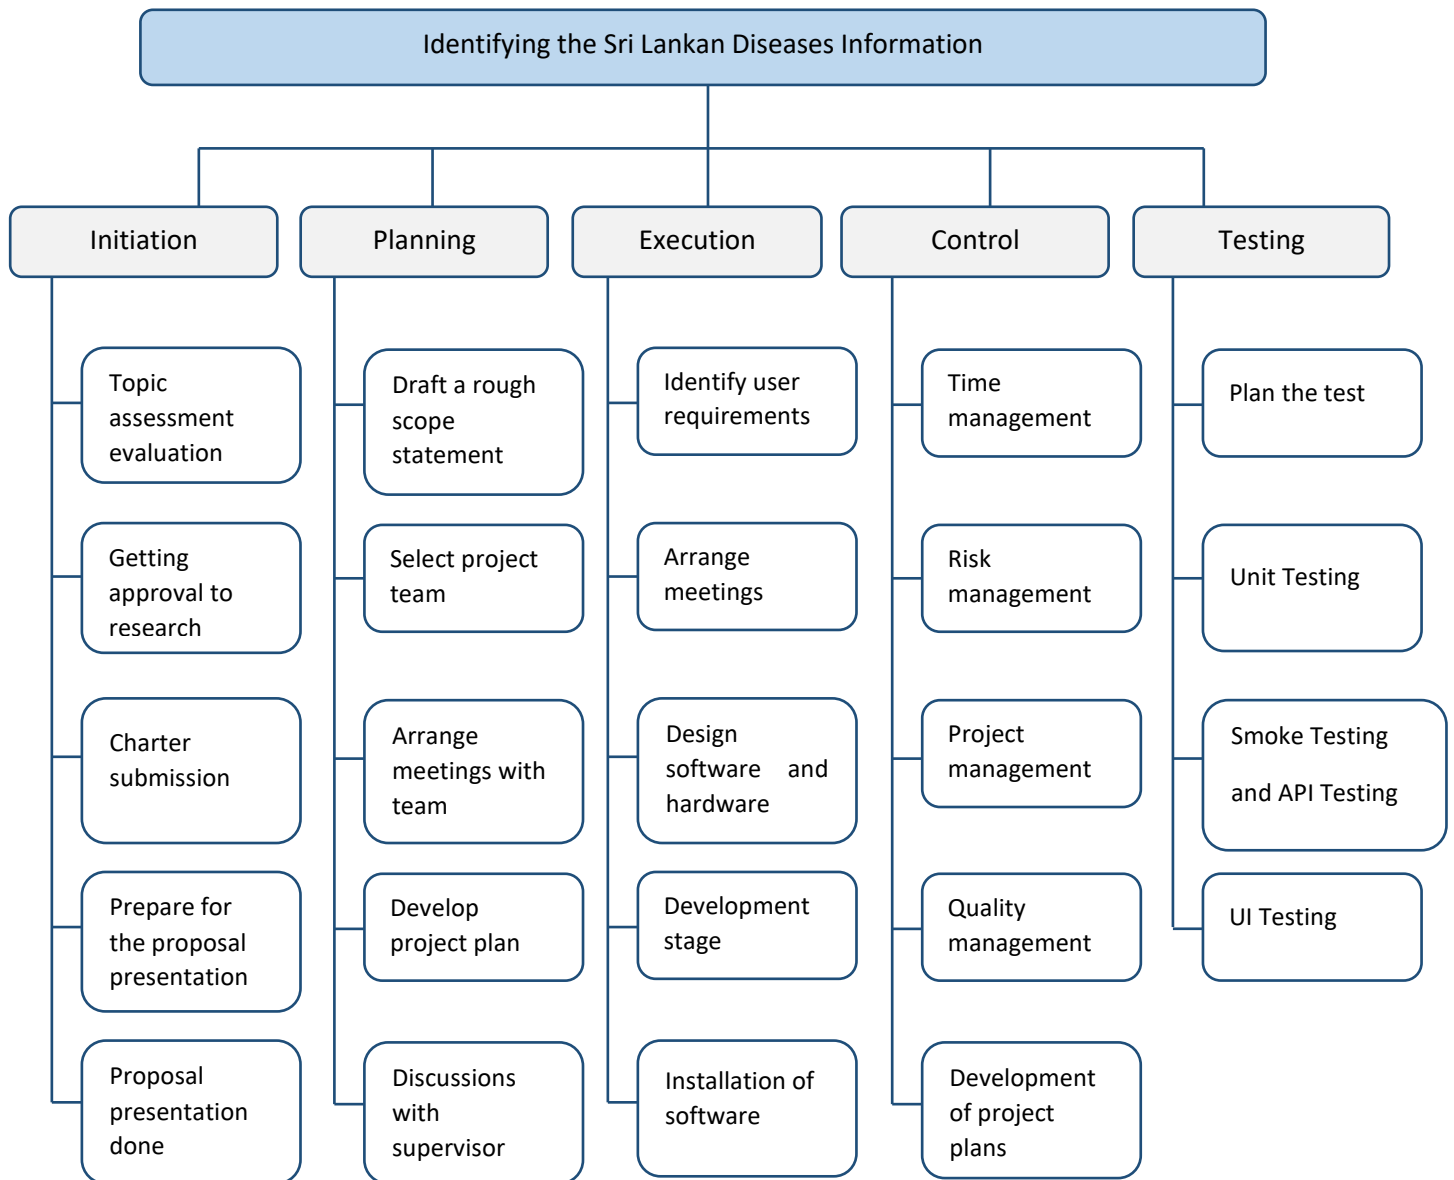 Identifying the Sri Lankan Diseases Information
Initiation
Planning
Execution
Control
Testing
Topic
assessment
evaluation
Getting
approval to
research
Charter
submission
Prepare for
the proposal
presentation
Proposal
presentation
done
Draft a rough
scope
statement
Select project
team
Arrange
meetings with
team
Develop
project plan
Discussions
with
supervisor
Identify user
requirements
Arrange
meetings
Design
software and
hardware
Development
stage
Installation of
software
Time
management
Risk
management
Project
management
Quality
management
Development
of project
plans
Plan the test
Unit Testing
Smoke Testing
and API Testing
UI Testing